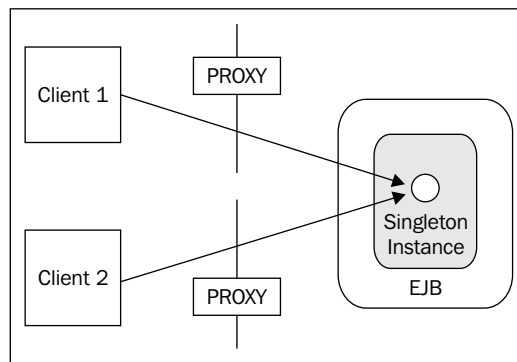 Client 1
PROXY
Singleton
Instance
EJB
Client 2
PROXY